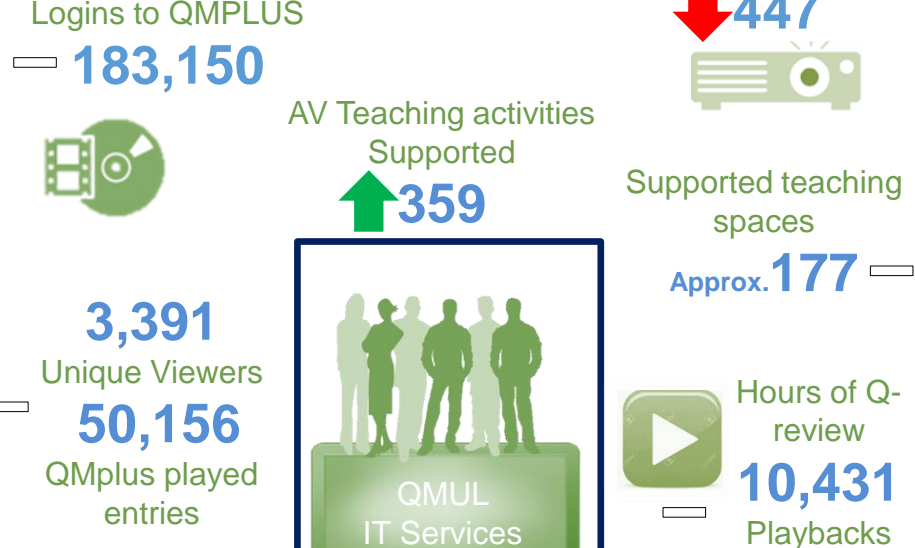 Logins to QMPLUS
183,150
447
AV Teaching activities
Supported
359
Supported teaching
spaces
Approx.177
3,391
Unique Viewers
50,156
QMplus played
entries
Hours of Q-
review
10,431
Playbacks
QMUL
IT Services